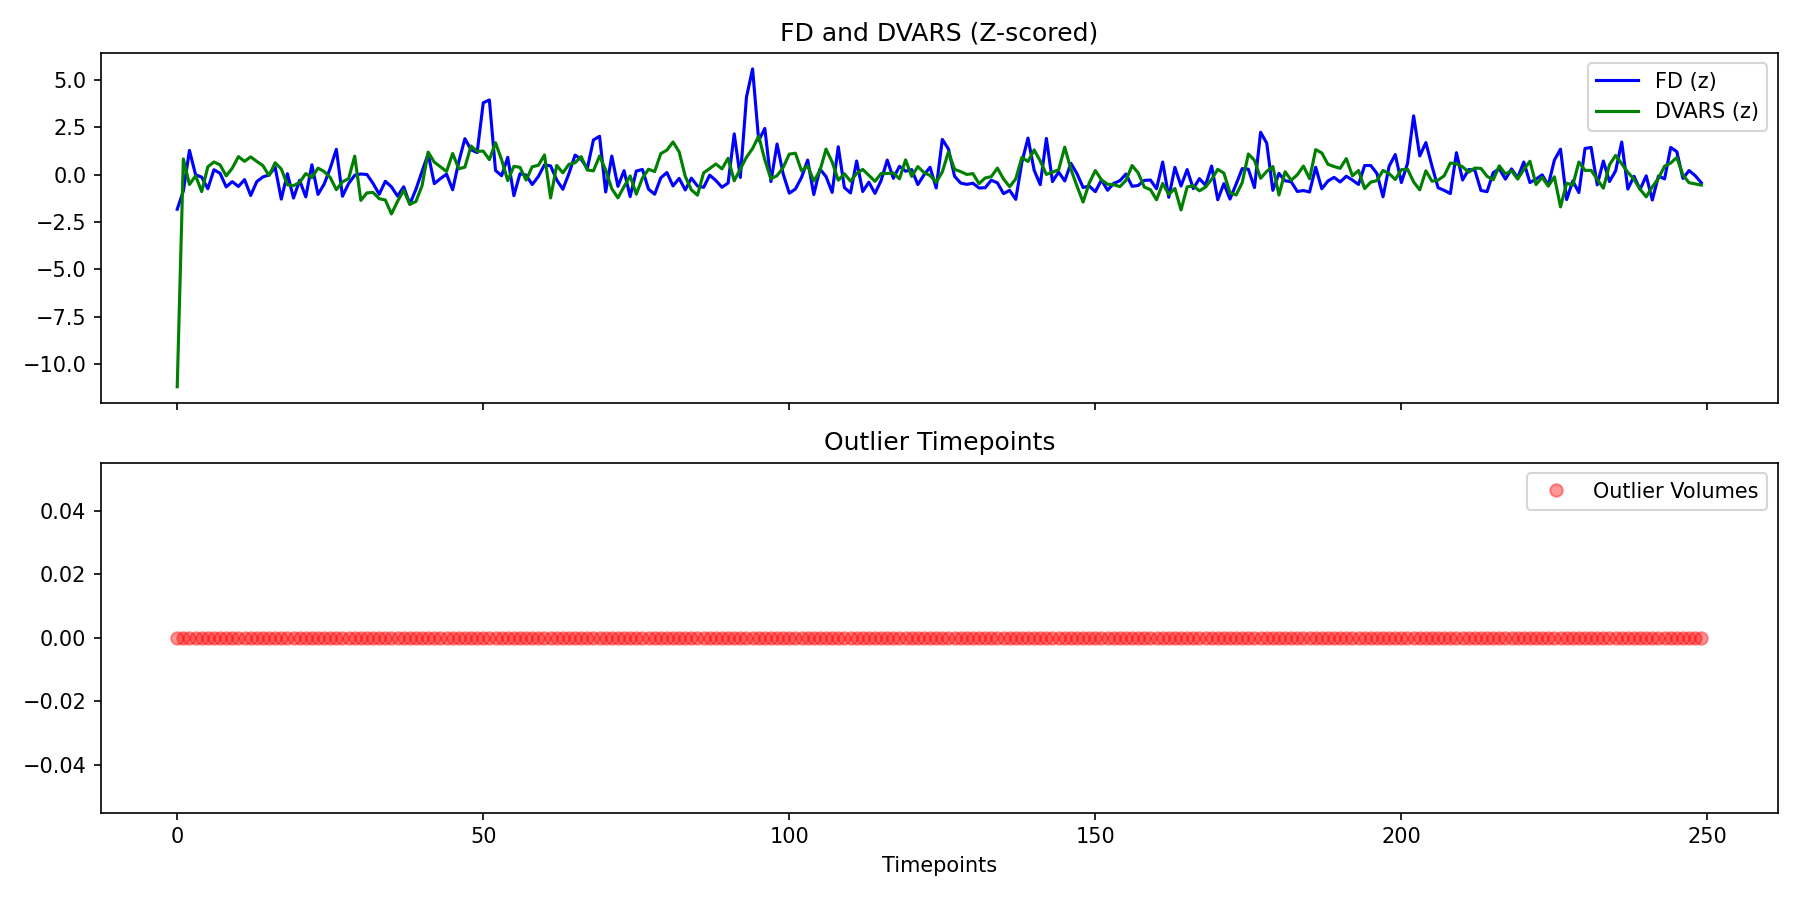 FD and DVARS (Z-scored)
5.0
2.5
0.0
−2.5
−5.0
−7.5
−10.0
FD (z)
DVARS (z)
Outlier Timepoints
0.04
0.02
0.00
−0.02
−0.04
Outlier Volumes
0 50 100 150 200 250
Timepoints